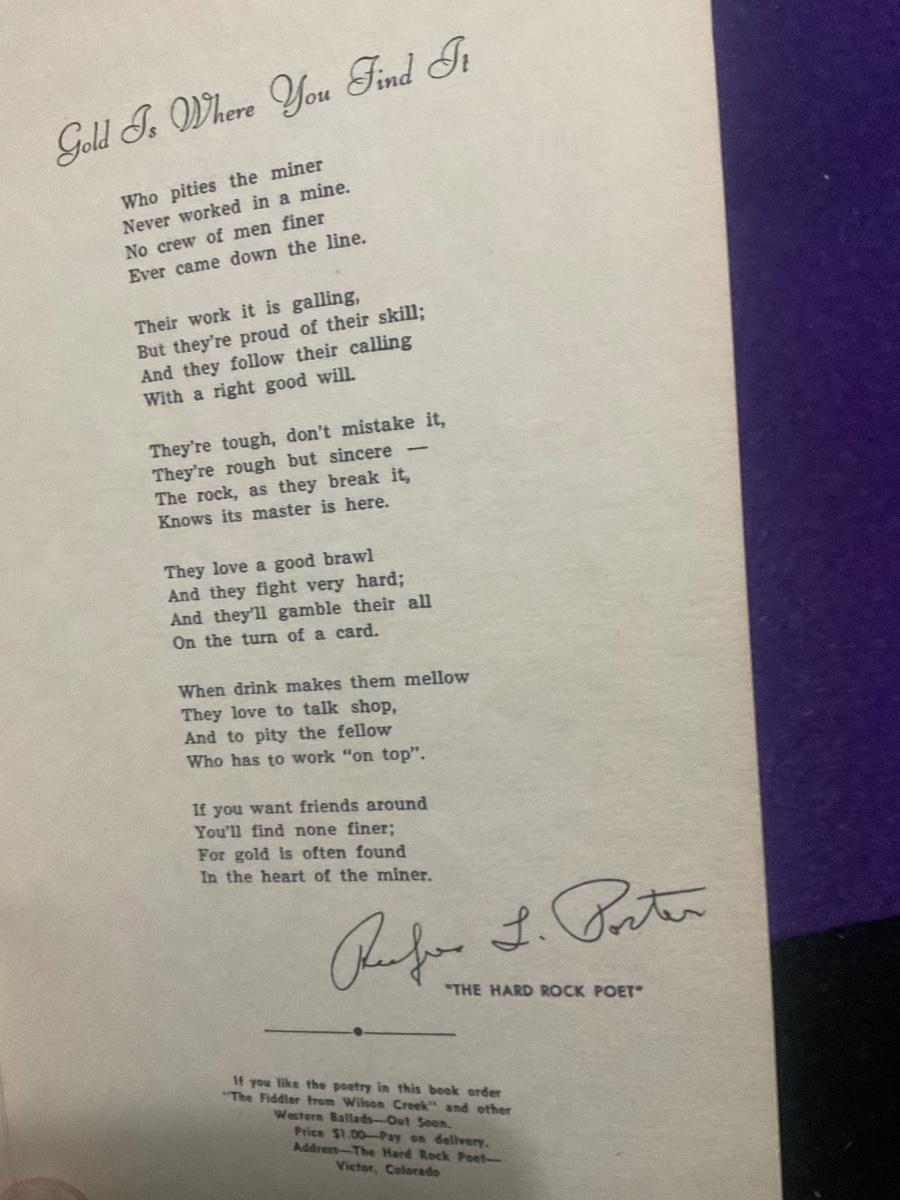 Gold Is Where You Find It
Who pities the miner
Never worked in a mine.
No crew of men finer
Ever came down the line.
Their work it is galling,
But they're proud of their skill;
And they follow their calling
With a right good will.
They're tough, don't mistake it,
They're rough but sincere —
The rock, as they break it,
Knows its master is here.
They love a good brawl
And they fight very hard;
And they'll gamble their all
On the turn of a card.
When drink makes them mellow
They love to talk shop,
And to pity the fellow
Who has to work “on top”.
If you want friends around
You'll find none finer;
For gold is often found
In the heart of the miner.
Rufus L. Porter
"THE HARD ROCK POET"
If you like the poetry in this book order
"The Fiddler from Wilson Creek" and other
Western Ballads—Out Soon.
Price $1.00—Pay on delivery.
Address—The Hard Rock Poet—
Victor, Colorado